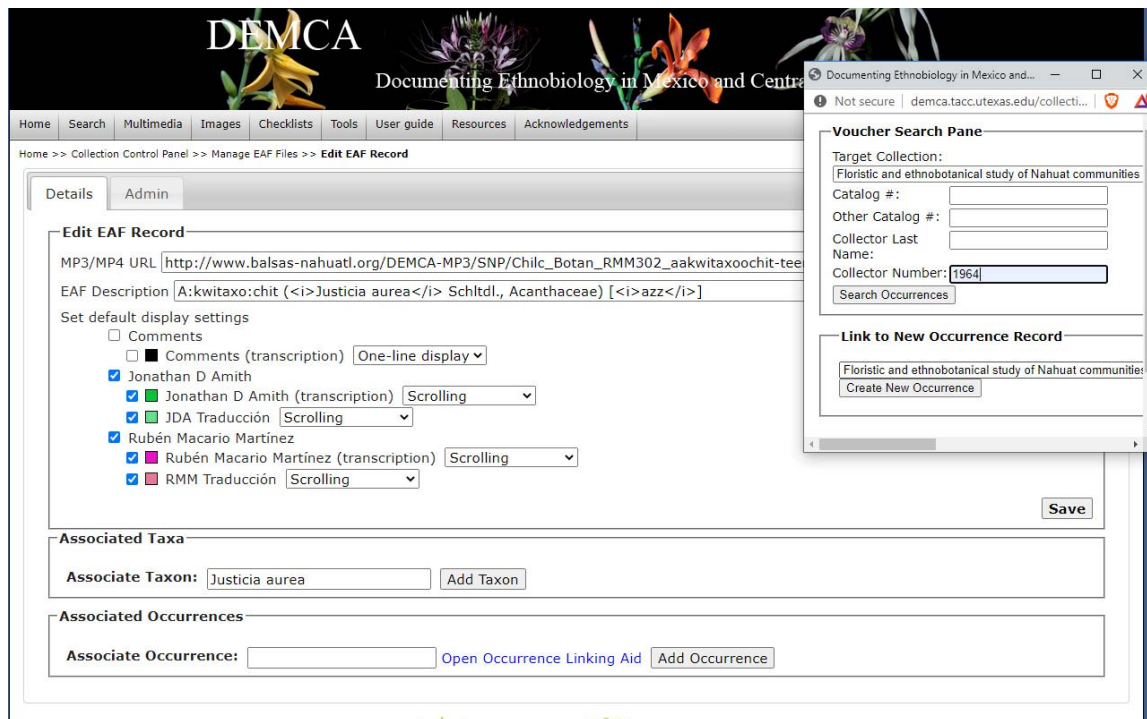 DEMCA
Documenting Ethnobiology in Mexico and Centra
Home Search Multimedia Images Checklists Tools User guide Resources Acknowledgements
Home >> Collection Control Panel >> Manage EAF Files >> Edit EAF Record
Details Admin
Edit EAF Record
MP3/MP4 URL http://www.balsas-nahuatl.org/DEMCA-MP3/SNP/Chilc_Botan_RMM302_aakwitaxoochit-teer
EAF Description A:kwitaxo:chit (<i>Justicia aurea</i> Schltdl., Acanthaceae) [<i>azz</i>]
Set default display settings
Comments
Comments (transcription) One-line display
Jonathan D Amith
Jonathan D Amith (transcription) Scrolling
JDA Traducción Scrolling
Rubén Macario Martínez
Rubén Macario Martínez (transcription) Scrolling
RMM Traducción Scrolling
Save
Associated Taxa
Associate Taxon: Justicia aurea Add Taxon
Associated Occurrences
Associate Occurrence: Open Occurrence Linking Aid Add Occurrence
Documenting Ethnobiology in Mexico and...
Not secure demca.tacc.utexas.edu/collecti...
Voucher Search Pane
Target Collection:
Floristic and ethnobotanical study of Nahuat communities
Catalog #:
Other Catalog #:
Collector Last
Name:
Collector Number: 1964
Search Occurrences
Link to New Occurrence Record
Floristic and ethnobotanical study of Nahuat communities
Create New Occurrence